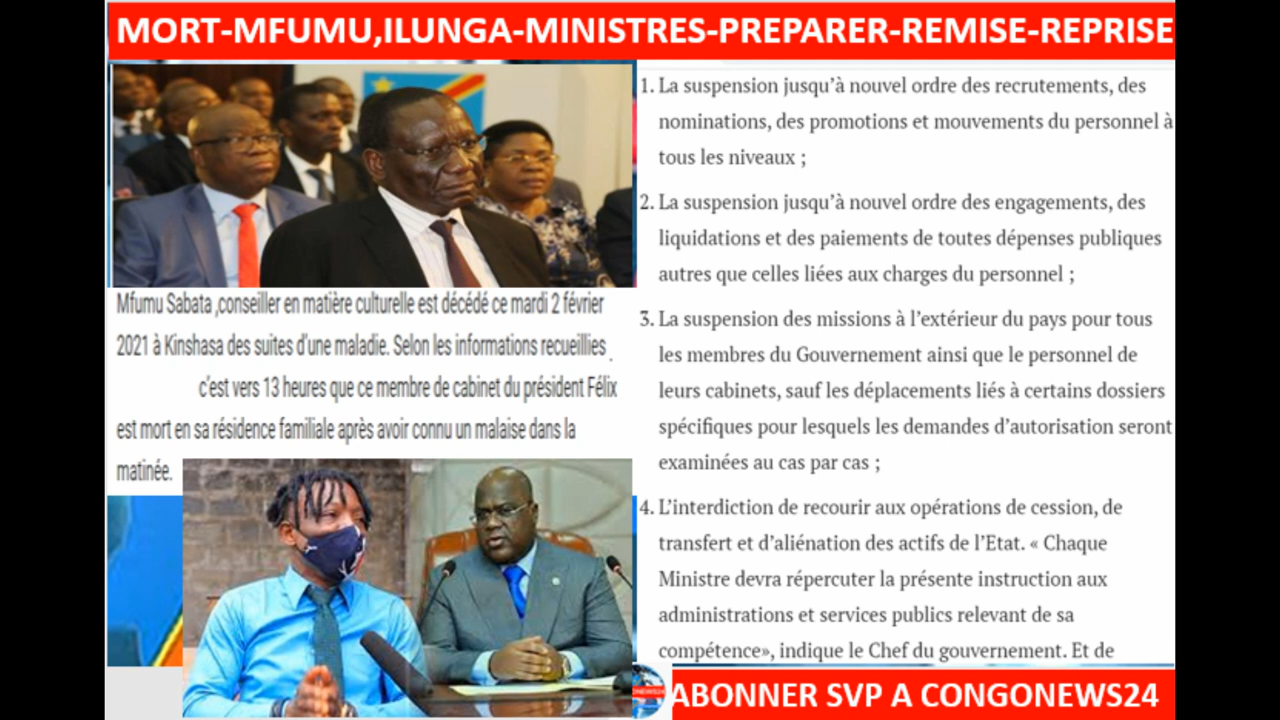 MORT-MFUMU,ILUNGA-MINISTRES-PREPARER-REMISE-REPRISE
Mfumu Sabata ,conseiller en matière culturelle est décédé ce mardi 2 février
2021 à Kinshasa des suites d'une maladie. Selon les informations recueillies .
c'est vers 13 heures que ce membre de cabinet du président Félix
est mort en sa résidence familiale après avoir connu un malaise dans la
matinée.
1. La suspension jusqu'à nouvel ordre des recrutements, des
nominations, des promotions et mouvements du personnel à
tous les niveaux ;
2. La suspension jusqu'à nouvel ordre des engagements, des
liquidations et des paiements de toutes dépenses publiques
autres que celles liées aux charges du personnel ;
3. La suspension des missions à l'extérieur du pays pour tous
les membres du Gouvernement ainsi que le personnel de
leurs cabinets, sauf les déplacements liés à certains dossiers
spécifiques pour lesquels les demandes d'autorisation seront
examinées au cas par cas ;
4. L'interdiction de recourir aux opérations de cession, de
transfert et d'aliénation des actifs de l'Etat. « Chaque
Ministre devra répercuter la présente instruction aux
administrations et services publics relevant de sa
compétence», indique le Chef du gouvernement. Et de
ABONNER SVP A CONGONEWS24